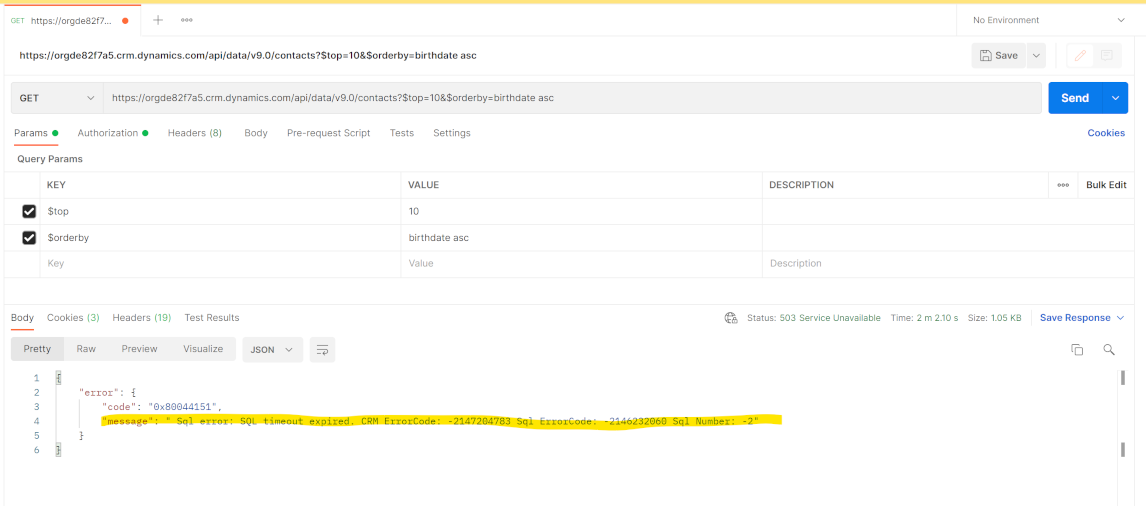 GET https://orgde82f7... + ooo No Environment
https://orgde82f7a5.crm.dynamics.com/api/data/v9.0/contacts?$top=10&$orderby=birthdate asc Save
GET https://orgde82f7a5.crm.dynamics.com/api/data/v9.0/contacts?$top=10&$orderby=birthdate asc Send
Params Authorization Headers (8) Body Pre-request Script Tests Settings Cookies
Query Params
KEY VALUE DESCRIPTION ooo Bulk Edit
$top 10
$orderby birthdate asc
Key Value Description
Body Cookies (3) Headers (19) Test Results Status: 503 Service Unavailable Time: 2 m 2.10 s Size: 1.05 KB Save Response
Pretty Raw Preview Visualize JSON
1 {
2 "error": {
3 "code": "0x80044151",
4 "message": " Sql error: SQL timeout expired. CRM ErrorCode: -2147204783 Sql ErrorCode: -2146232060 Sql Number: -2"
5 }
6 }